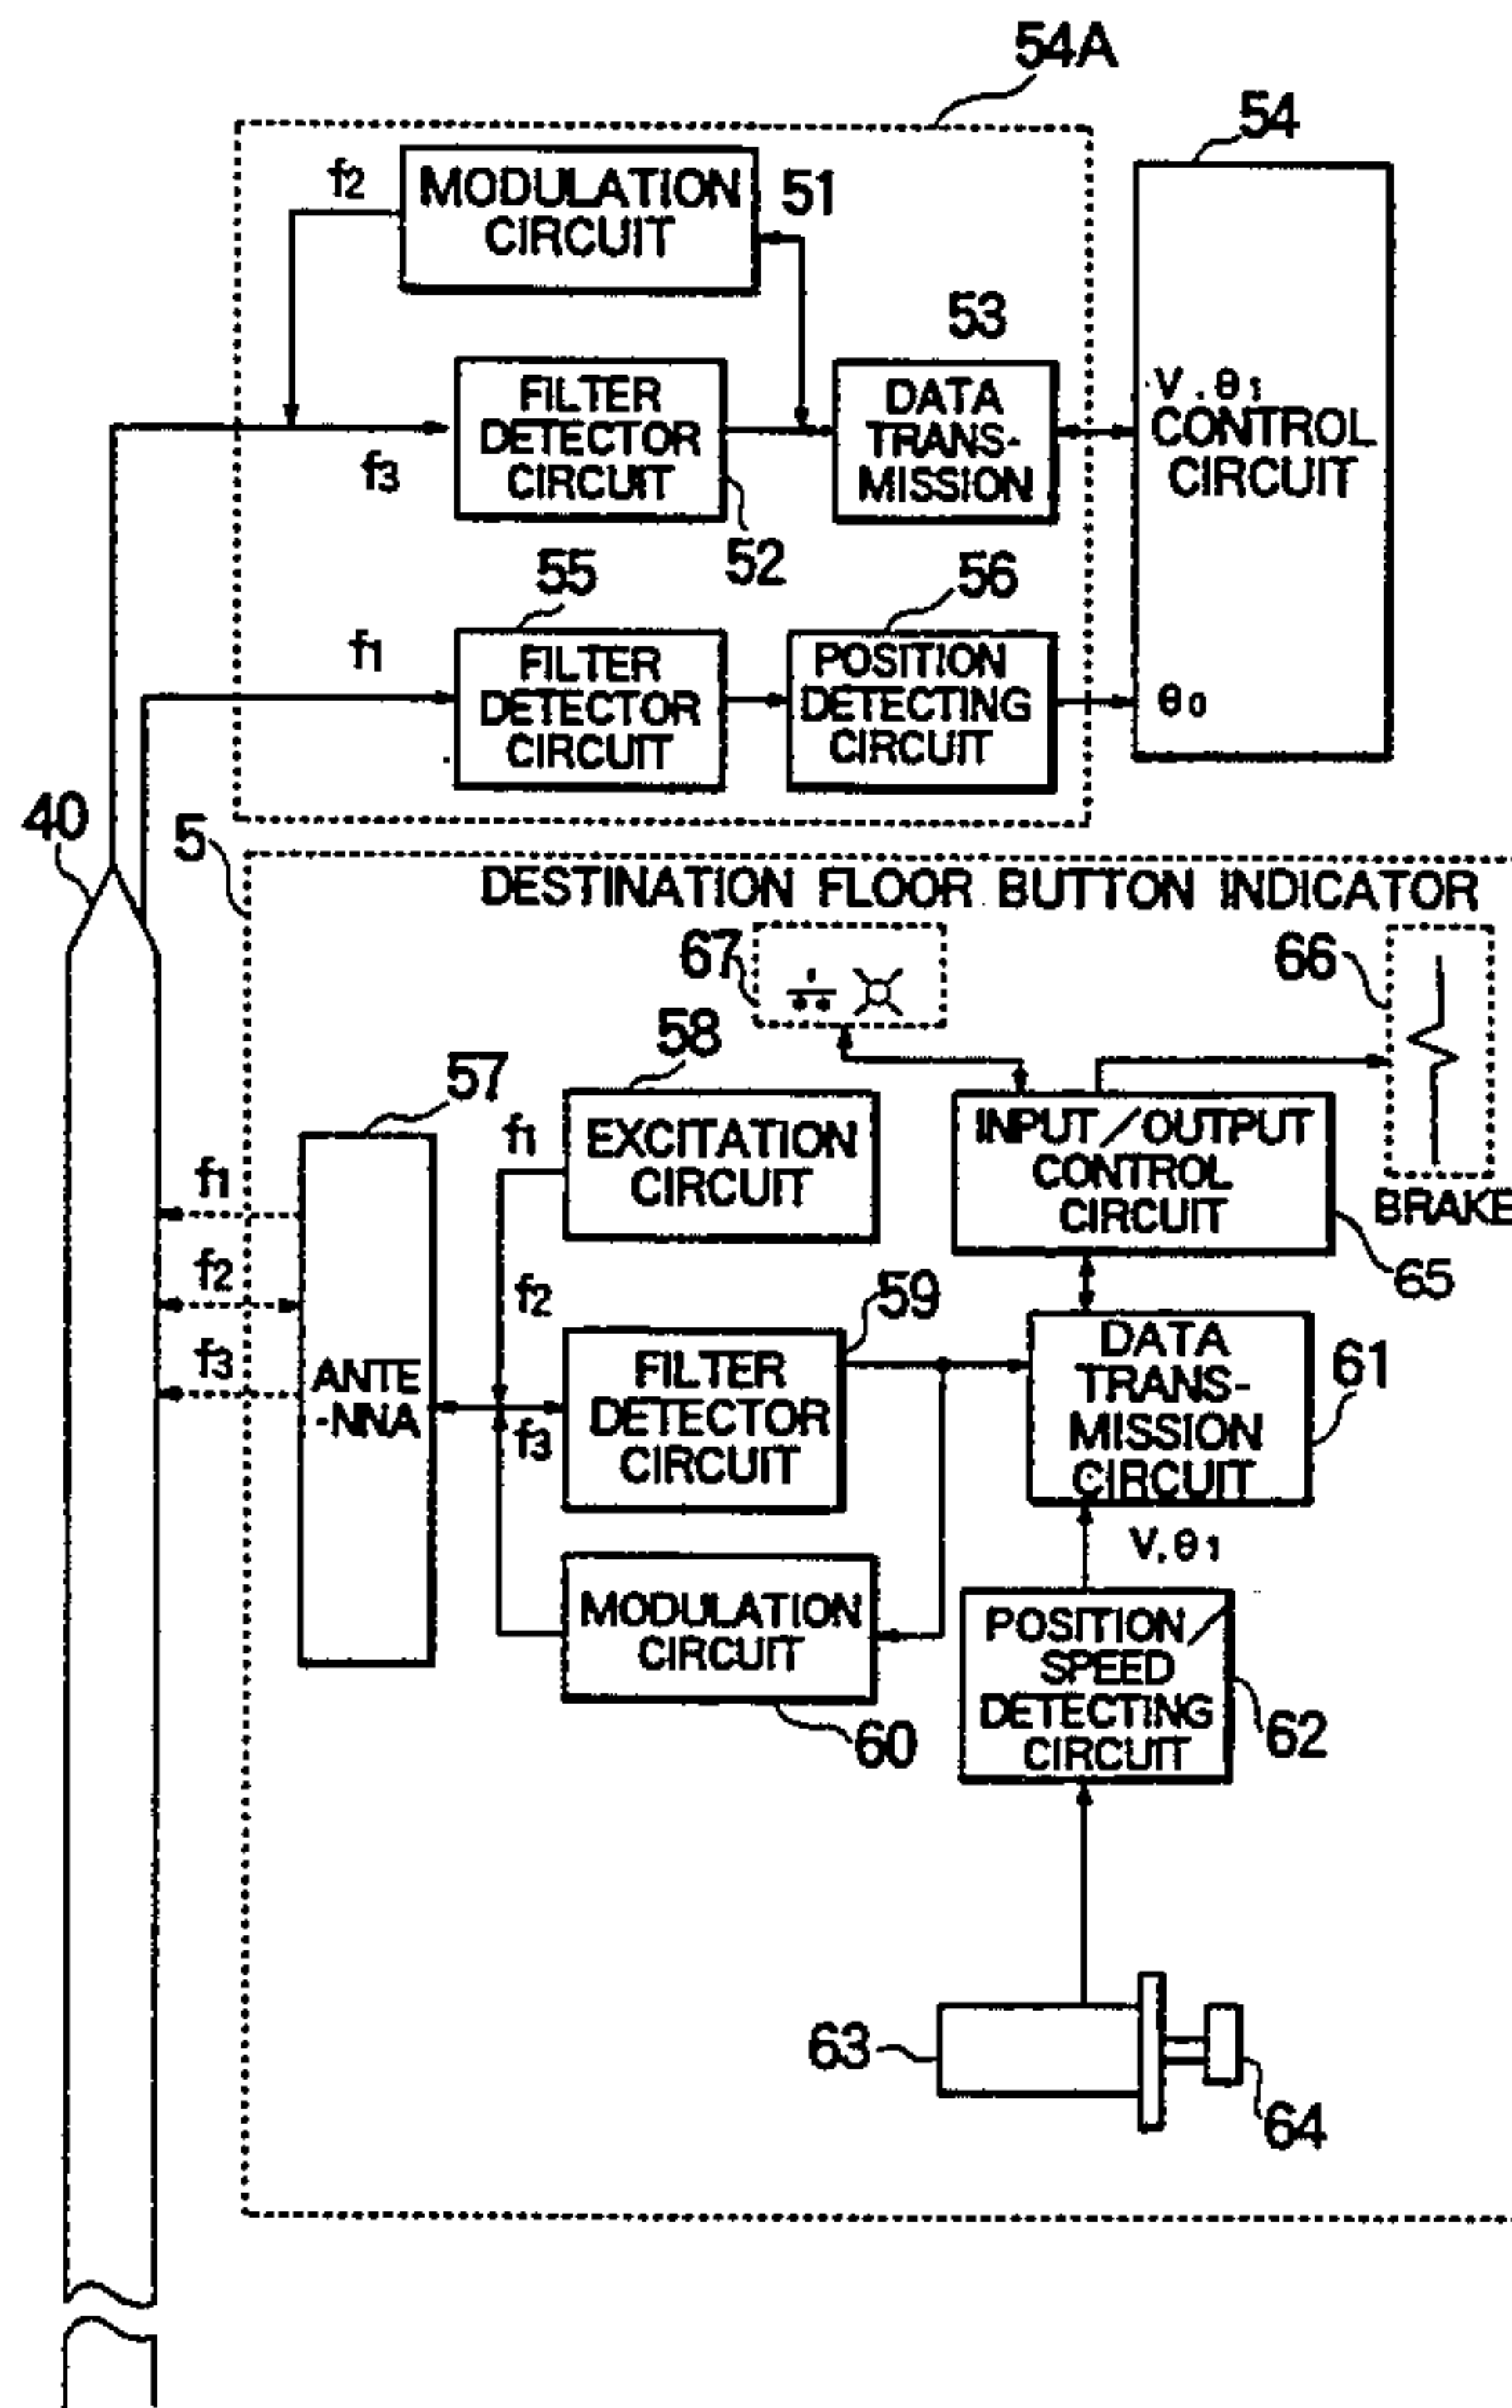 54A
54
f2
MODULATION
CIRCUIT
51
53
FILTER
DETECTOR
CIRCUIT
DATA
TRANS-
MISSION
V . θ1
CONTROL
CIRCUIT
f3
52
55
56
f1
FILTER
DETECTOR
CIRCUIT
POSITION
DETECTING
CIRCUIT
θ0
40
5
DESTINATION FLOOR BUTTON INDICATOR
67
66
58
57
f1
EXCITATION
CIRCUIT
INPUT/OUTPUT
CONTROL
CIRCUIT
BRAKE
f1
f2
f3
65
f2
59
ANTE
-NNA
f3
FILTER
DETECTOR
CIRCUIT
DATA
TRANS-
MISSION
CIRCUIT
61
V, θ1
MODULATION
CIRCUIT
60
POSITION/
SPEED
DETECTING
CIRCUIT
62
63
64